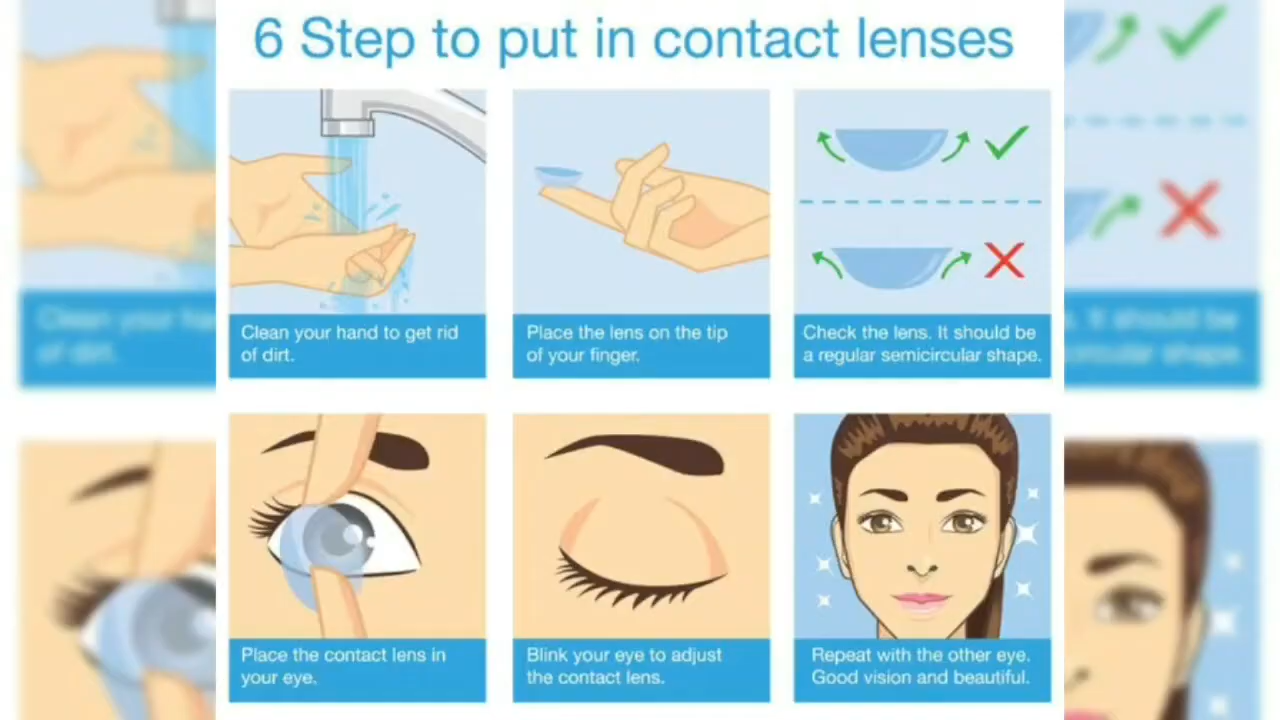 6 Step to put in contact lenses
Clean your hand to get rid
of dirt.
Place the lens on the tip
of your finger.
Check the lens. It should be
a regular semicircular shape.
Place the contact lens in
your eye.
Blink your eye to adjust
the contact lens.
Repeat with the other eye.
Good vision and beautiful.